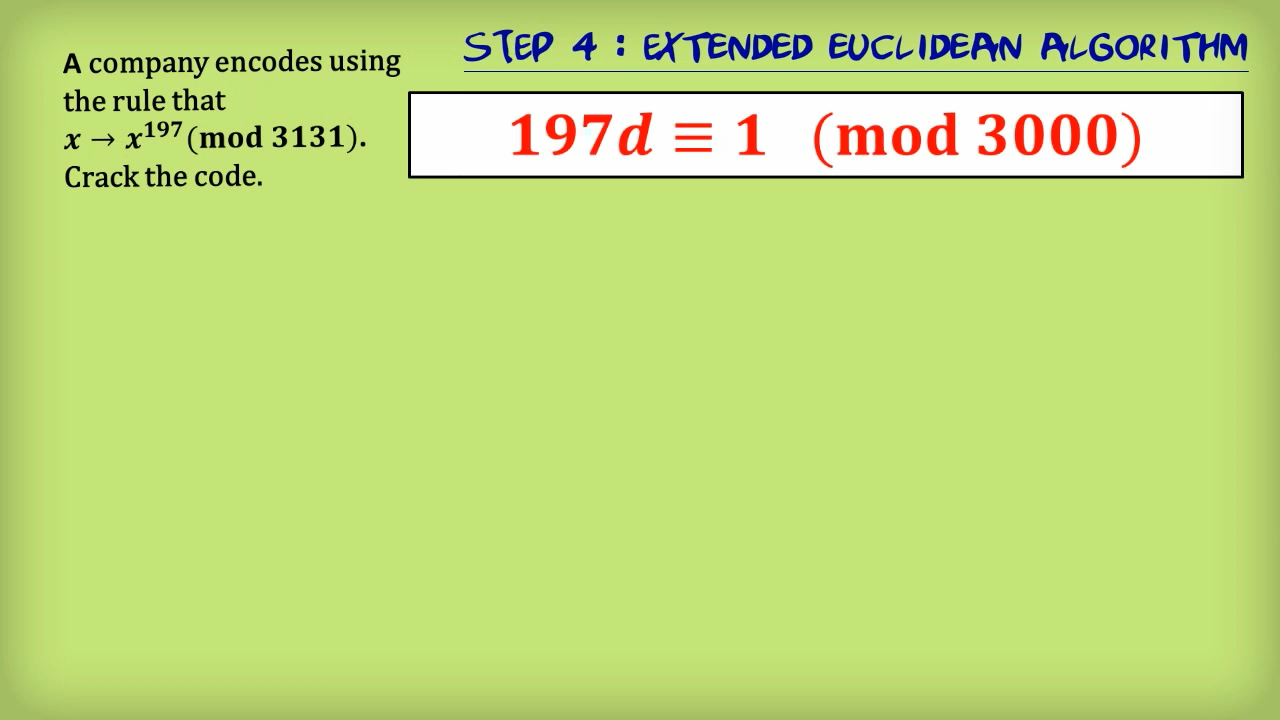 STEP 4 : EXTENDED EUCLIDEAN ALGORITHM
A company encodes using
the rule that
x → x^197 (mod 3131).
Crack the code.
197d ≡ 1 (mod 3000)